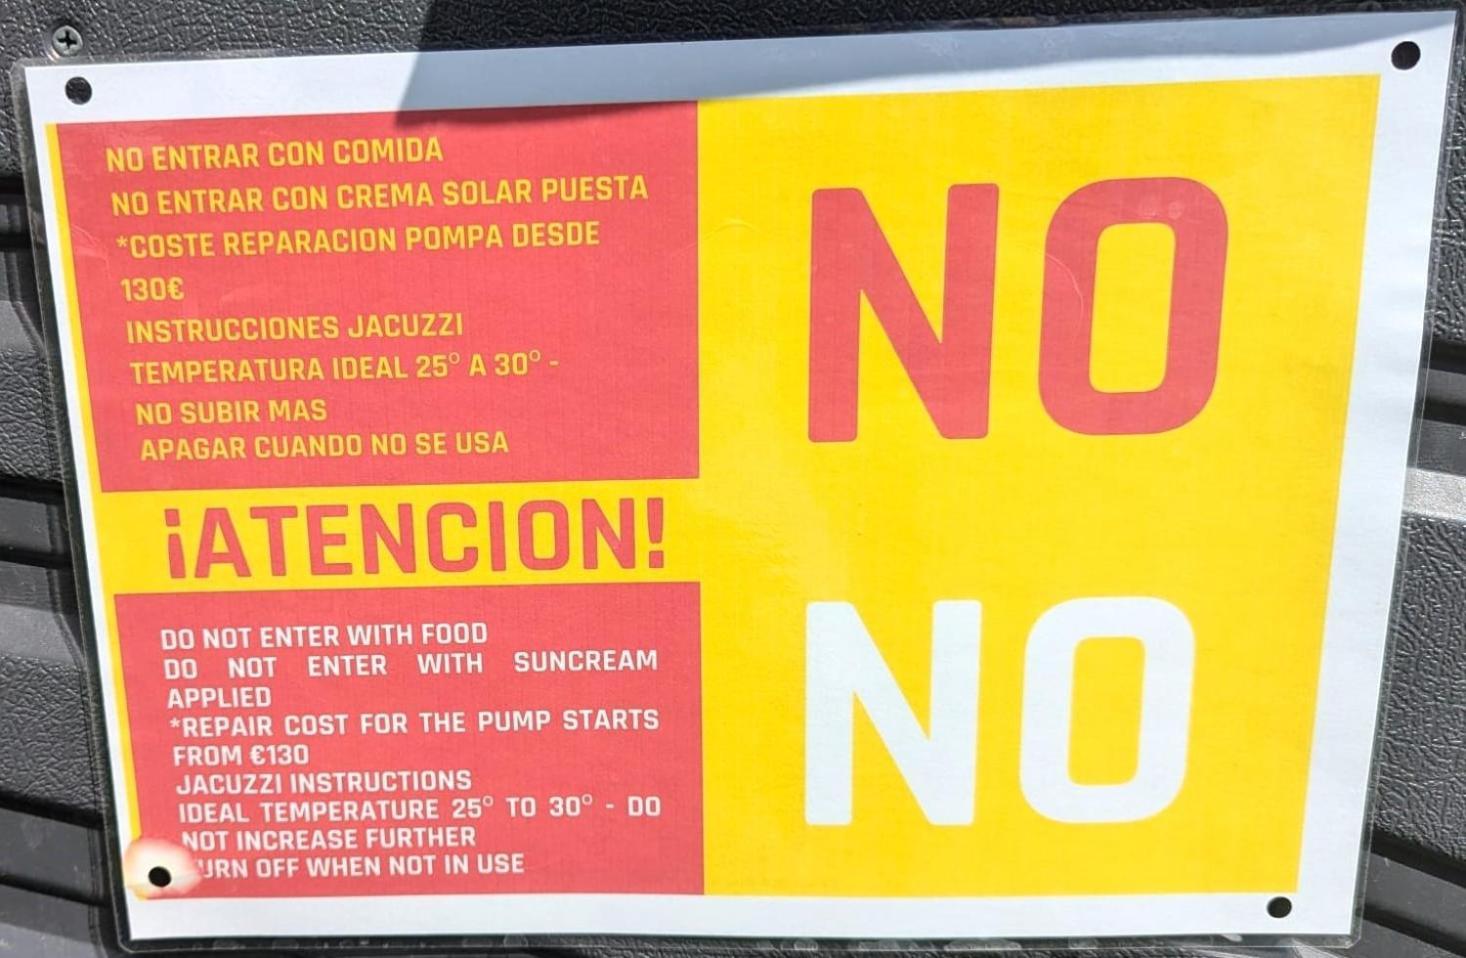 NO ENTRAR CON COMIDA
NO ENTRAR CON CREMA SOLAR PUESTA
*COSTE REPARACION POMPA DESDE
130€
INSTRUCCIONES JACUZZI
TEMPERATURA IDEAL 25° A 30° -
NO SUBIR MAS
APAGAR CUANDO NO SE USA
¡ATENCION!
DO NOT ENTER WITH FOOD
DO NOT ENTER WITH SUNCREAM
APPLIED
*REPAIR COST FOR THE PUMP STARTS
FROM €130
JACUZZI INSTRUCTIONS
IDEAL TEMPERATURE 25° TO 30° - DO
NOT INCREASE FURTHER
TURN OFF WHEN NOT IN USE
NO
NO